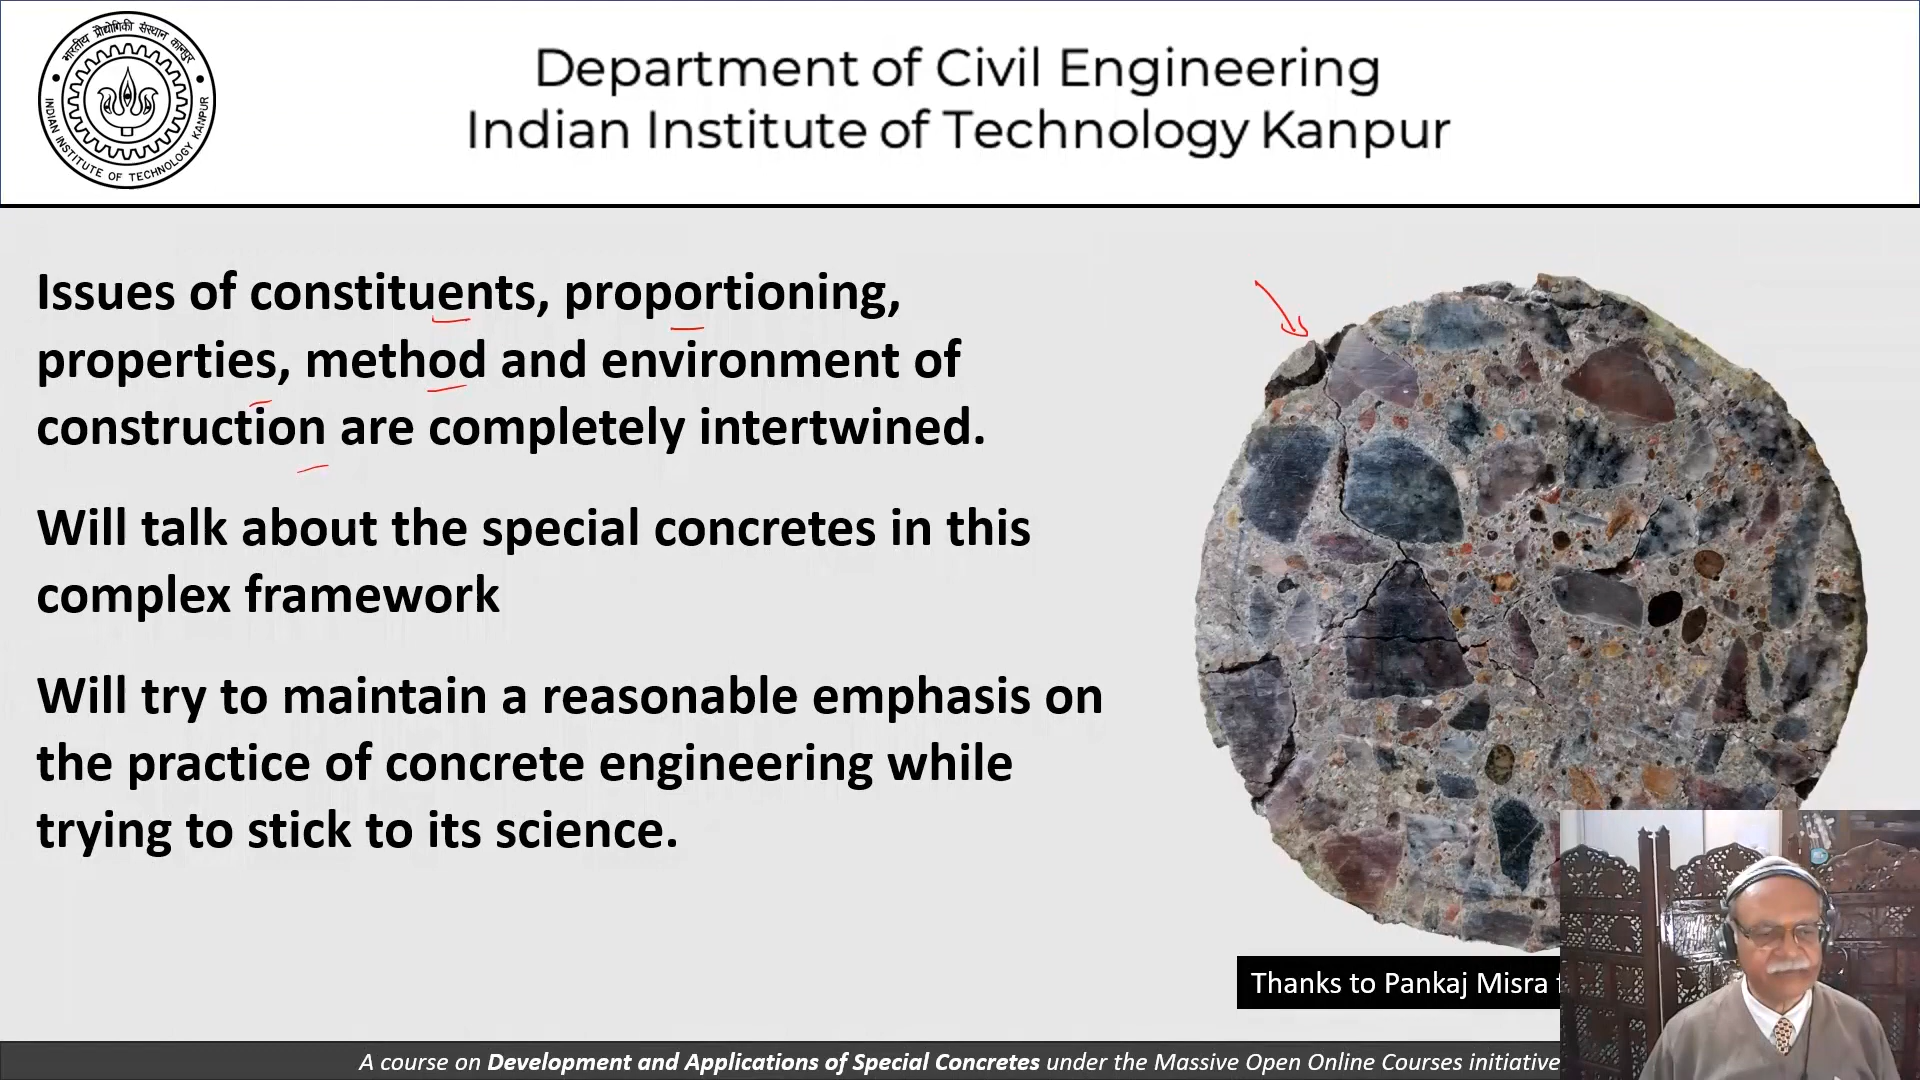 भारतीय प्रौद्योगिकी संस्थान कानपुर
INDIAN INSTITUTE OF TECHNOLOGY KANPUR
Department of Civil Engineering
Indian Institute of Technology Kanpur
Issues of constituents, proportioning,
properties, method and environment of
construction are completely intertwined.
Will talk about the special concretes in this
complex framework
Will try to maintain a reasonable emphasis on
the practice of concrete engineering while
trying to stick to its science.
Thanks to Pankaj Misra
A course on Development and Applications of Special Concretes under the Massive Open Online Courses initiative